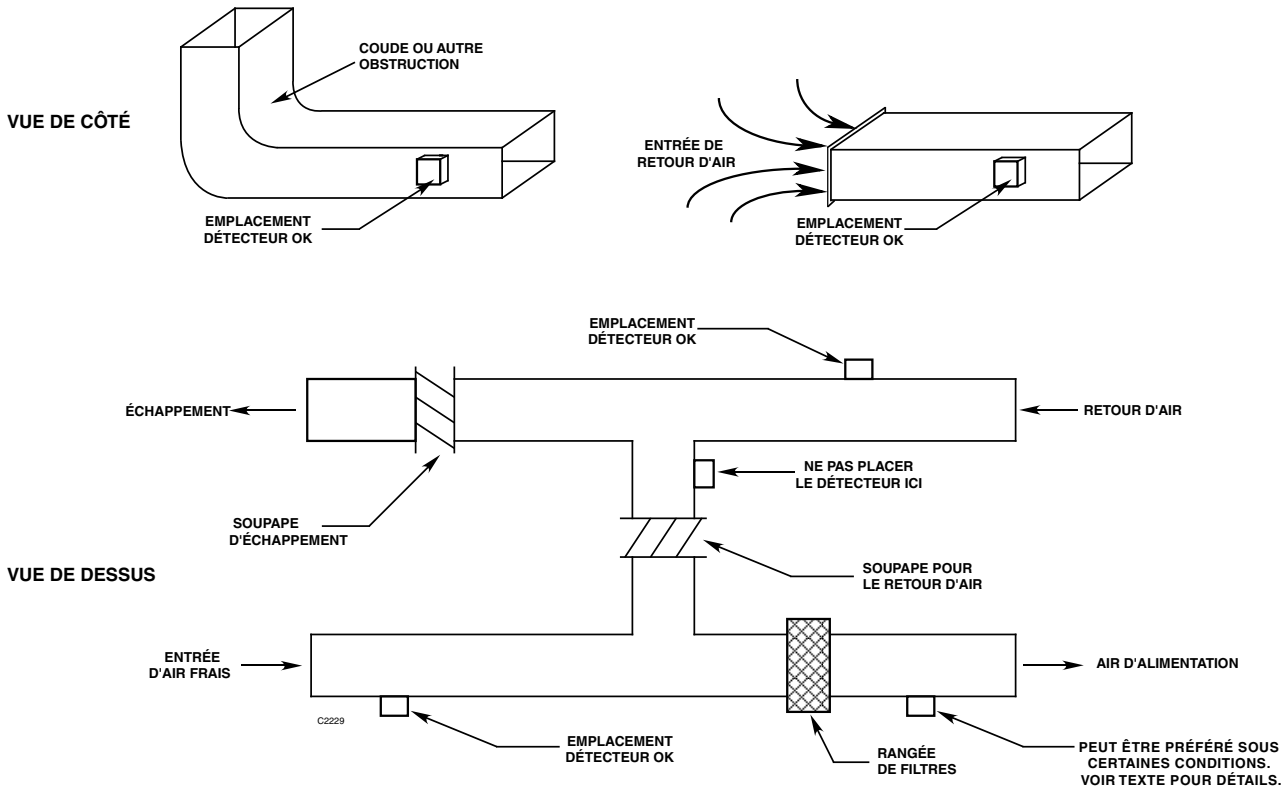 COUDE OU AUTRE
OBSTRUCTION
VUE DE CÔTÉ
ENTRÉE DE
RETOUR D'AIR
EMPLACEMENT
DÉTECTEUR OK
EMPLACEMENT
DÉTECTEUR OK
EMPLACEMENT
DÉTECTEUR OK
ÉCHAPPEMENT
RETOUR D'AIR
NE PAS PLACER
LE DÉTECTEUR ICI
SOUPAPE
D'ÉCHAPPEMENT
VUE DE DESSUS
SOUPAPE POUR
LE RETOUR D'AIR
ENTRÉE
D'AIR FRAIS
AIR D'ALIMENTATION
C2229
EMPLACEMENT
DÉTECTEUR OK
RANGÉE
DE FILTRES
PEUT ÊTRE PRÉFÉRÉ SOUS
CERTAINES CONDITIONS.
VOIR TEXTE POUR DÉTAILS.